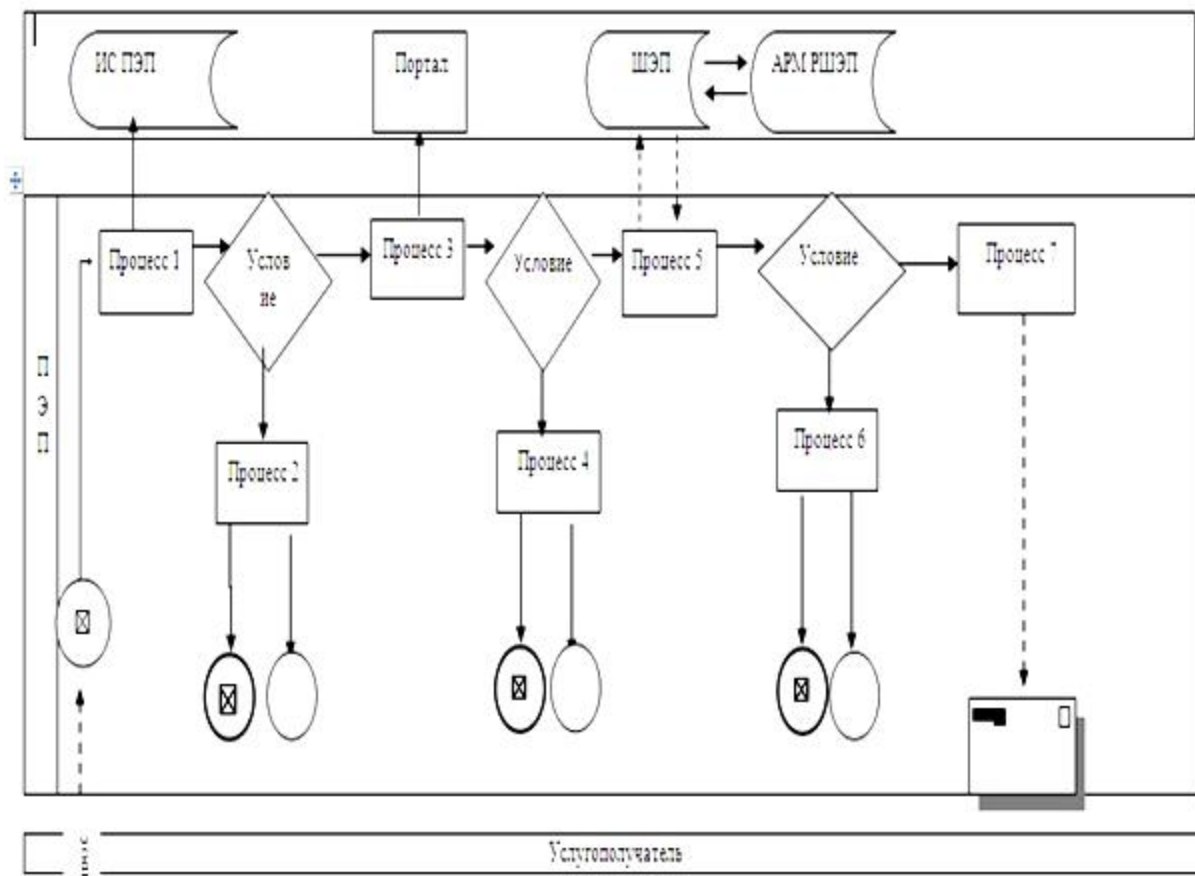 ИС ПЭП
Портал
ШЭП
АРМ РШЭП
Процесс 1
Услов
ие
Процесс 3
Условие
Процесс 5
Условие
Процесс 7
П
Э
П
Процесс 2
Процесс 4
Процесс 6
Услугополучатель